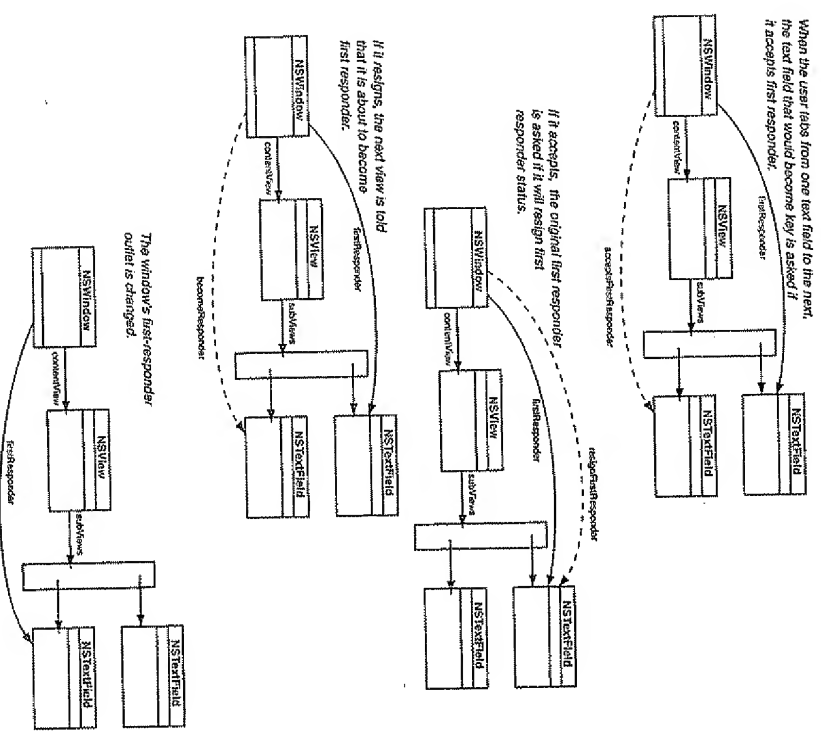 When the user tabs from one text field to the next,
the text field that would become key is asked if
it accepts first responder.
NSWindow
contentView
firstResponder
acceptsFirstResponder
NSView
subViews
NSTextField
NSTextField
If it accepts, the original first responder
is asked if it will resign first
responder status.
NSWindow
contentView
firstResponder
resignFirstResponder
NSView
subViews
NSTextField
NSTextField
If it resigns, the next view is told
that it is about to become
first responder.
NSWindow
contentView
firstResponder
becomeResponder
NSView
subViews
NSTextField
NSTextField
The window's first-responder
outlet is changed.
NSWindow
contentView
firstResponder
NSView
subViews
NSTextField
NSTextField